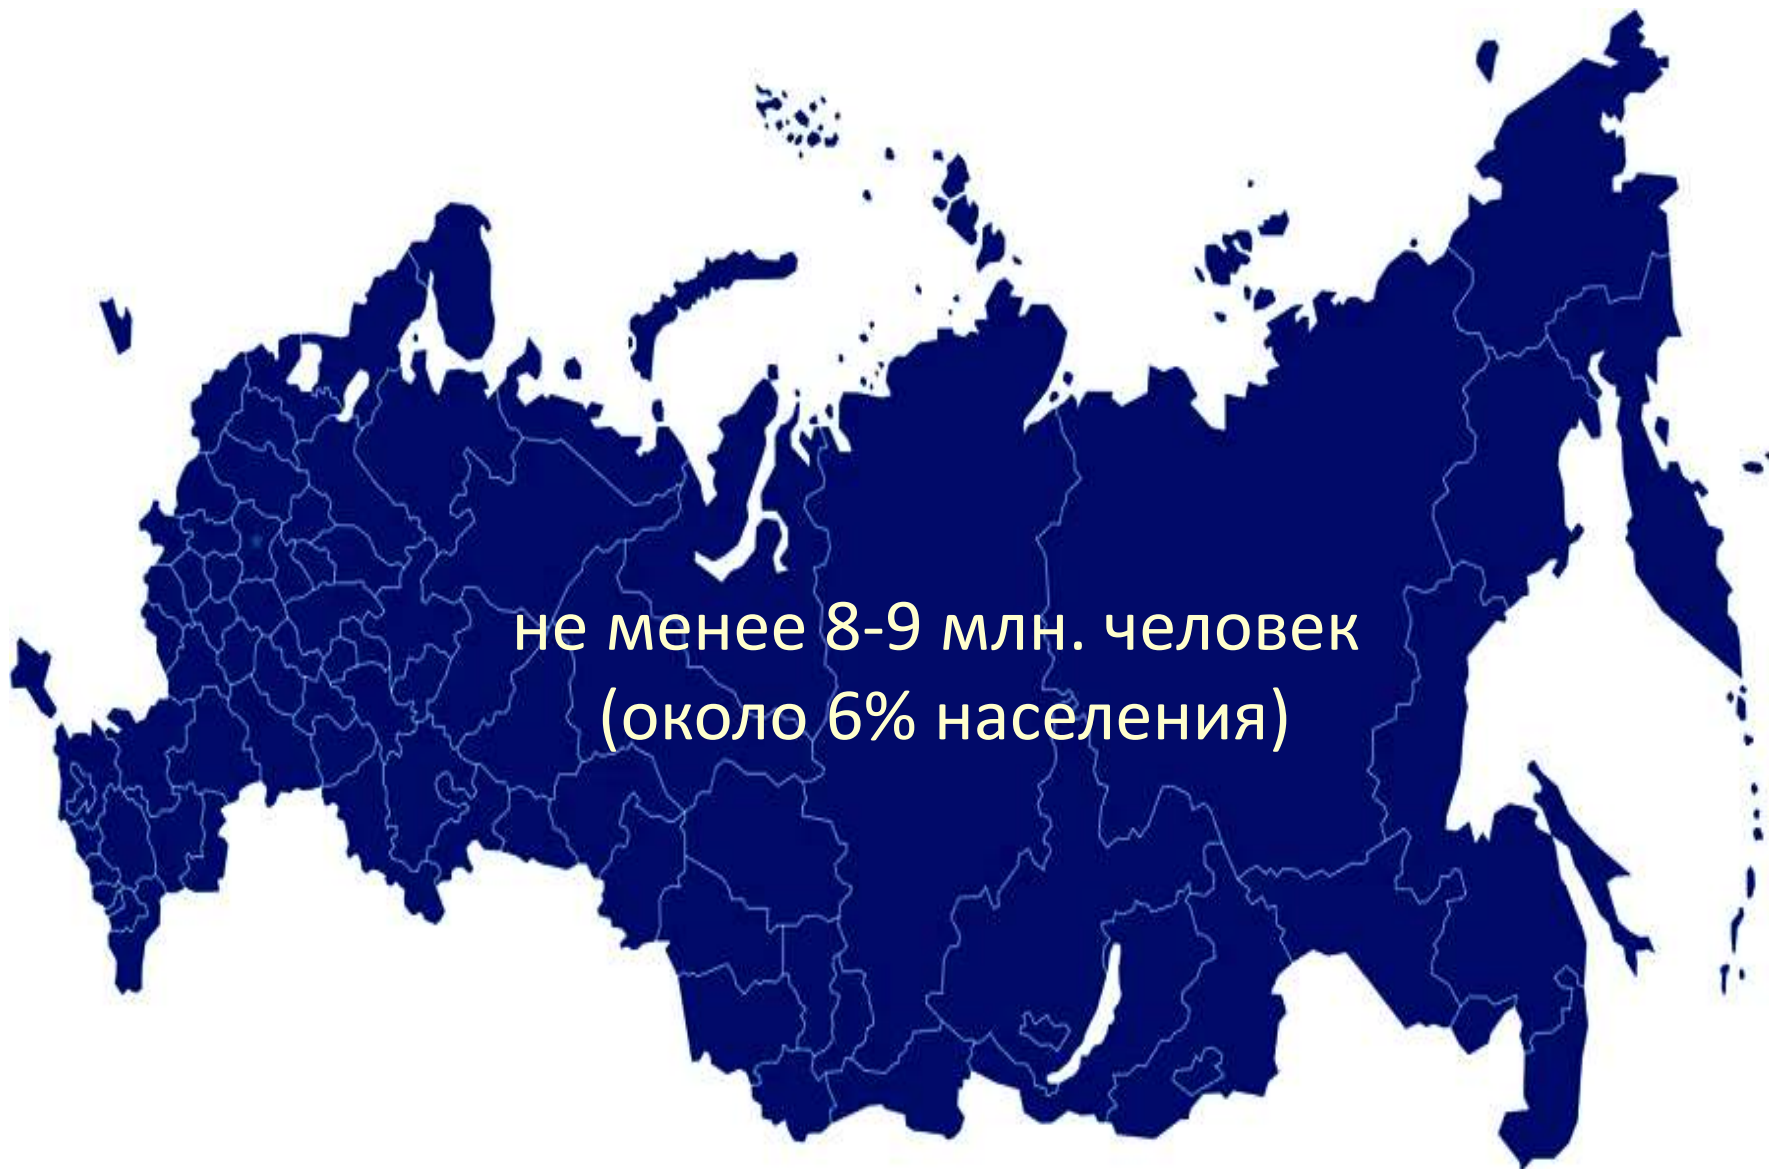 не менее 8-9 млн. человек
(около 6% населения)